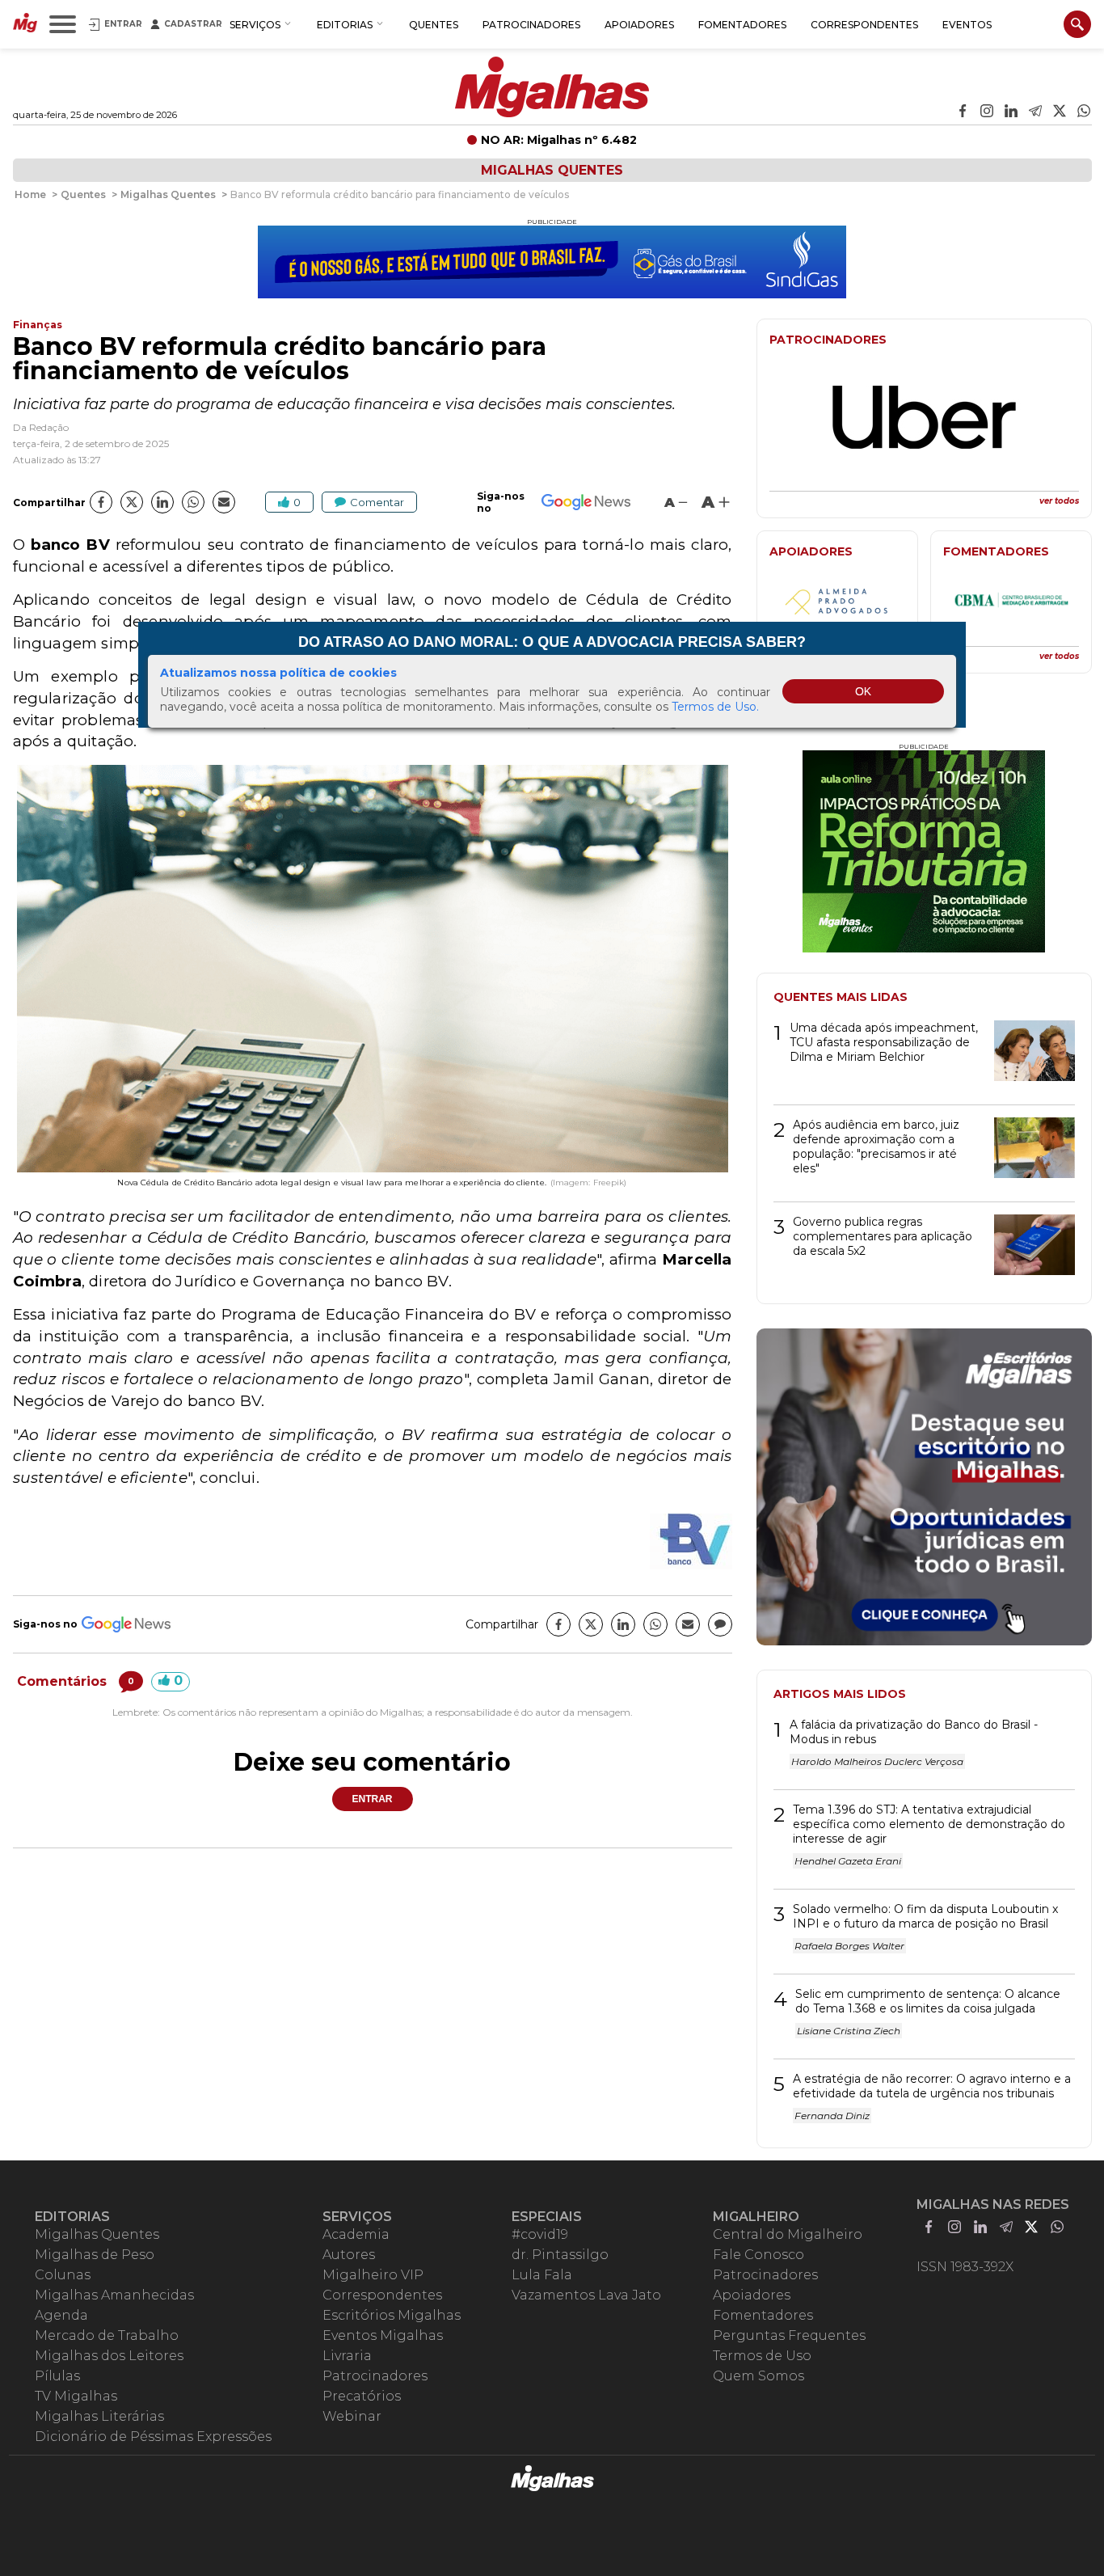 Mg
ENTRAR
CADASTRAR
SERVIÇOS
EDITORIAS
QUENTES
PATROCINADORES
APOIADORES
FOMENTADORES
CORRESPONDENTES
EVENTOS
quarta-feira, 25 de novembro de 2026
Migalhas
NO AR: Migalhas nº 6.482
MIGALHAS QUENTES
Home > Quentes > Migalhas Quentes > Banco BV reformula crédito bancário para financiamento de veículos
PUBLICIDADE
É O NOSSO GÁS, E ESTÁ EM TUDO QUE O BRASIL FAZ.
Gás do Brasil
É seguro, é confiável e é de casa.
SindiGas
Finanças
Banco BV reformula crédito bancário para
financiamento de veículos
Iniciativa faz parte do programa de educação financeira e visa decisões mais conscientes.
Da Redação
terça-feira, 2 de setembro de 2025
Atualizado às 13:27
Compartilhar
0
Comentar
Siga-nos
no
Google News
A
A
O banco BV reformulou seu contrato de financiamento de veículos para torná-lo mais claro,
funcional e acessível a diferentes tipos de público.
Aplicando conceitos de legal design e visual law, o novo modelo de Cédula de Crédito
Bancário foi desenvolvido após um mapeamento das necessidades dos clientes, com
linguagem simp
Um exemplo p
regularização do
evitar problemas
após a quitação.
DO ATRASO AO DANO MORAL: O QUE A ADVOCACIA PRECISA SABER?
Atualizamos nossa política de cookies
Utilizamos cookies e outras tecnologias semelhantes para melhorar sua experiência. Ao continuar
navegando, você aceita a nossa política de monitoramento. Mais informações, consulte os Termos de Uso.
OK
Nova Cédula de Crédito Bancário adota legal design e visual law para melhorar a experiência do cliente. (Imagem: Freepik)
"O contrato precisa ser um facilitador de entendimento, não uma barreira para os clientes.
Ao redesenhar a Cédula de Crédito Bancário, buscamos oferecer clareza e segurança para
que o cliente tome decisões mais conscientes e alinhadas à sua realidade", afirma Marcella
Coimbra, diretora do Jurídico e Governança no banco BV.
Essa iniciativa faz parte do Programa de Educação Financeira do BV e reforça o compromisso
da instituição com a transparência, a inclusão financeira e a responsabilidade social. "Um
contrato mais claro e acessível não apenas facilita a contratação, mas gera confiança,
reduz riscos e fortalece o relacionamento de longo prazo", completa Jamil Ganan, diretor de
Negócios de Varejo do banco BV.
"Ao liderar esse movimento de simplificação, o BV reafirma sua estratégia de colocar o
cliente no centro da experiência de crédito e de promover um modelo de negócios mais
sustentável e eficiente", conclui.
BV
banco
Siga-nos no Google News
Compartilhar
Comentários
0
0
Lembrete: Os comentários não representam a opinião do Migalhas; a responsabilidade é do autor da mensagem.
Deixe seu comentário
ENTRAR
PATROCINADORES
Uber
ver todos
APOIADORES
ALMEIDA
PRADO
ADVOGADOS
FOMENTADORES
CBMA
CENTRO BRASILEIRO DE
MEDIAÇÃO E ARBITRAGEM
ver todos
PUBLICIDADE
aula online
10/dez | 10h
IMPACTOS PRÁTICOS DA
Reforma
Tributária
Da contabilidade
à advocacia:
Soluções para empresas
e o impacto no cliente
Migalhas
eventos
QUENTES MAIS LIDAS
1
Uma década após impeachment,
TCU afasta responsabilização de
Dilma e Miriam Belchior
2
Após audiência em barco, juiz
defende aproximação com a
população: "precisamos ir até
eles"
3
Governo publica regras
complementares para aplicação
da escala 5x2
Escritórios
Migalhas
Destaque seu
escritório no
Migalhas.
Oportunidades
jurídicas em
todo o Brasil.
CLIQUE E CONHEÇA
ARTIGOS MAIS LIDOS
1
A falácia da privatização do Banco do Brasil -
Modus in rebus
Haroldo Malheiros Duclerc Verçosa
2
Tema 1.396 do STJ: A tentativa extrajudicial
específica como elemento de demonstração do
interesse de agir
Hendhel Gazeta Erani
3
Solado vermelho: O fim da disputa Louboutin x
INPI e o futuro da marca de posição no Brasil
Rafaela Borges Walter
4
Selic em cumprimento de sentença: O alcance
do Tema 1.368 e os limites da coisa julgada
Lisiane Cristina Ziech
5
A estratégia de não recorrer: O agravo interno e a
efetividade da tutela de urgência nos tribunais
Fernanda Diniz
EDITORIAS
Migalhas Quentes
Migalhas de Peso
Colunas
Migalhas Amanhecidas
Agenda
Mercado de Trabalho
Migalhas dos Leitores
Pílulas
TV Migalhas
Migalhas Literárias
Dicionário de Péssimas Expressões
SERVIÇOS
Academia
Autores
Migalheiro VIP
Correspondentes
Escritórios Migalhas
Eventos Migalhas
Livraria
Patrocinadores
Precatórios
Webinar
ESPECIAIS
#covid19
dr. Pintassilgo
Lula Fala
Vazamentos Lava Jato
MIGALHEIRO
Central do Migalheiro
Fale Conosco
Patrocinadores
Apoiadores
Fomentadores
Perguntas Frequentes
Termos de Uso
Quem Somos
MIGALHAS NAS REDES
ISSN 1983-392X
Migalhas